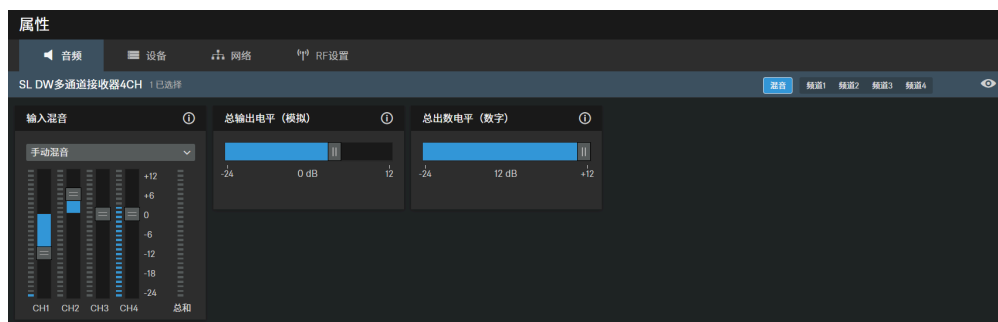 属性
音频 设备 网络 RF设置
SL DW多通道接收器4CH 1已选择 混音 频道1 频道2 频道3 频道4
输入混音 总输出电平（模拟） 总出数电平（数字）
手动混音
-24 0 dB 12 -24 12 dB +12
+12
+6
0
-6
-12
-18
-24
CH1 CH2 CH3 CH4 总和